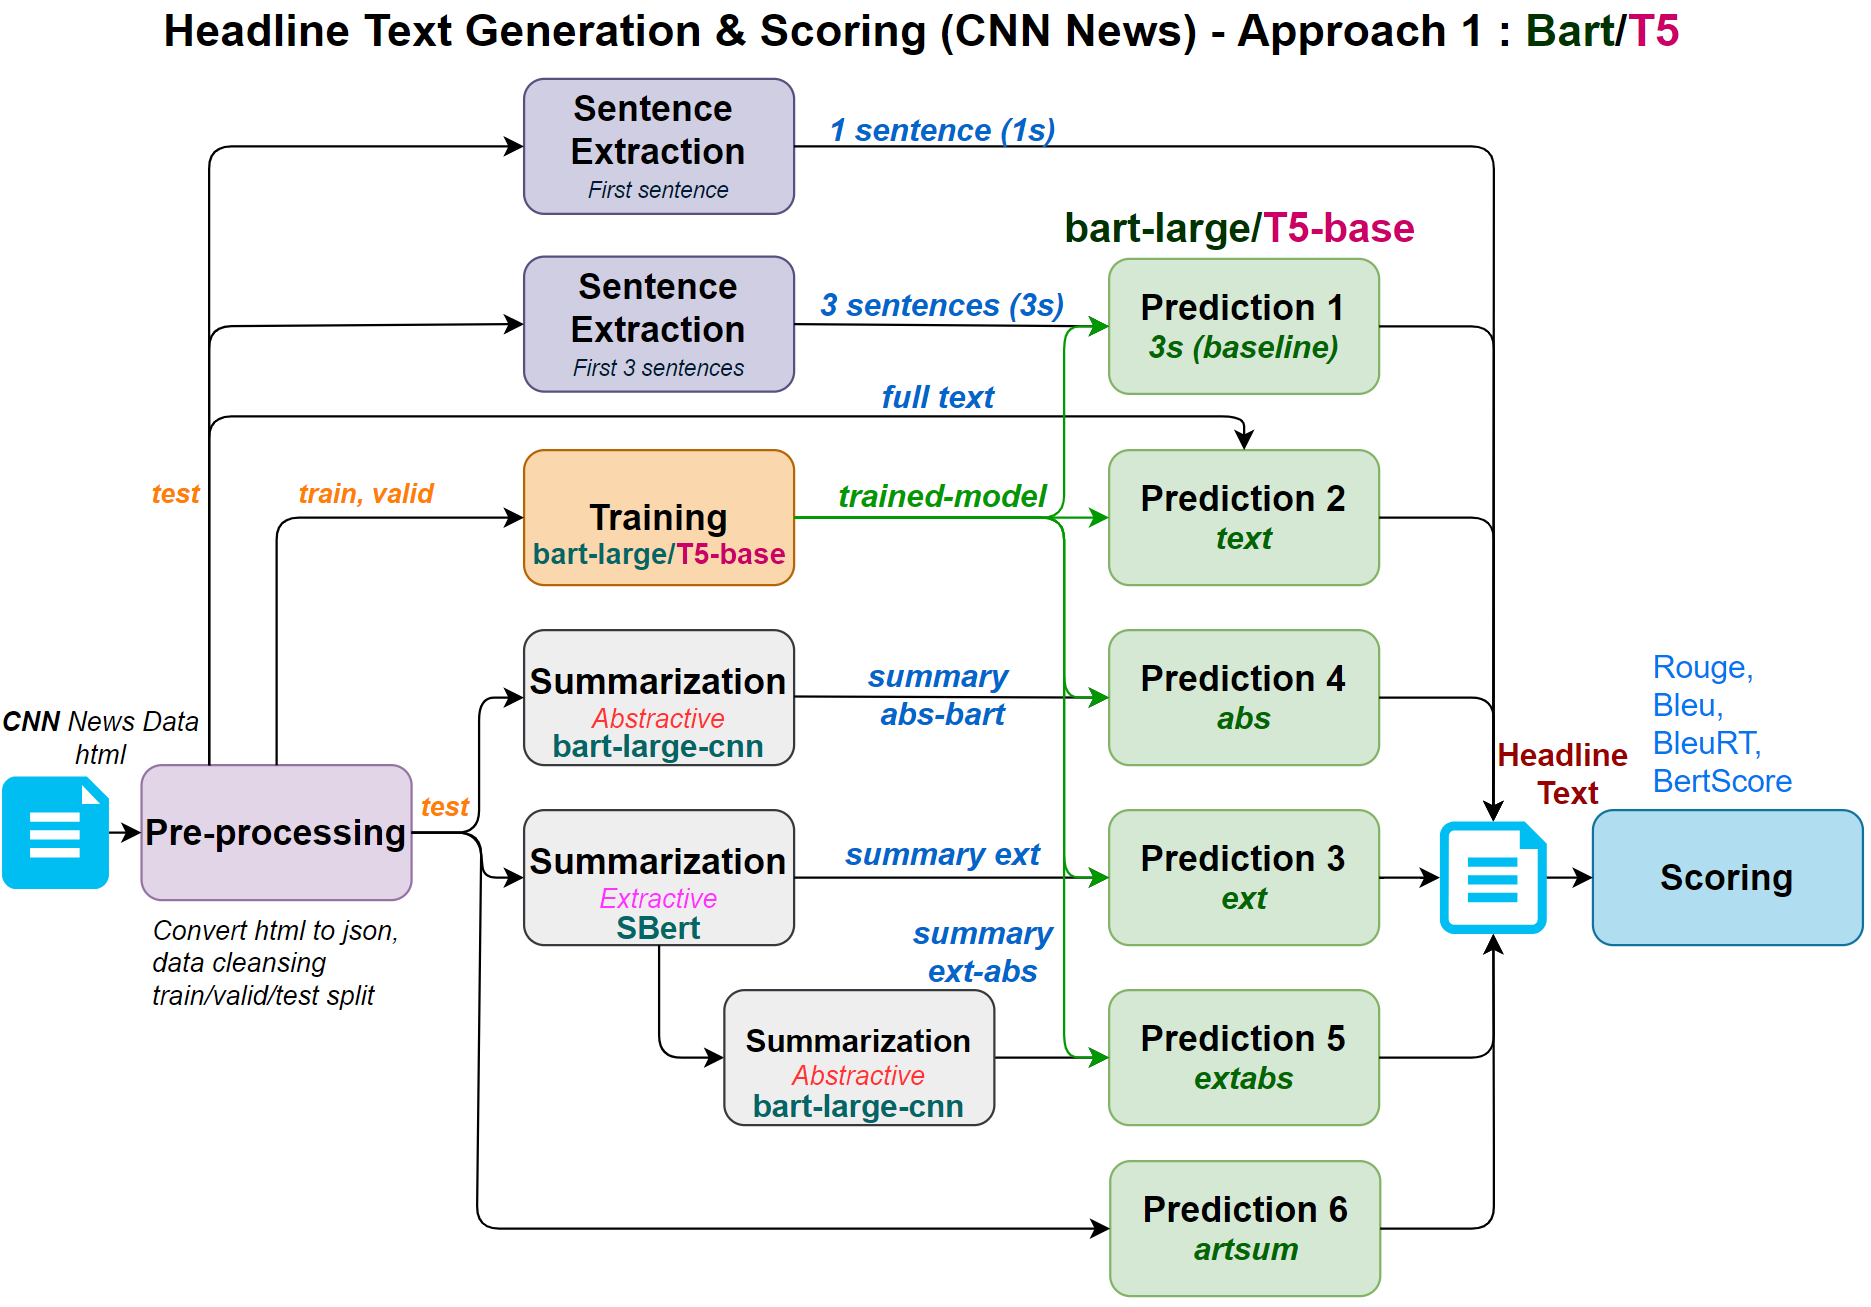 Headline Text Generation & Scoring (CNN News) - Approach 1 : Bart/T5
Sentence
Extraction
First sentence
1 sentence (1s)
bart-large/T5-base
Sentence
Extraction
First 3 sentences
3 sentences (3s)
Prediction 1
3s (baseline)
full text
test
train, valid
Training
bart-large/T5-base
trained-model
Prediction 2
text
Summarization
Abstractive
bart-large-cnn
summary
abs-bart
Prediction 4
abs
CNN News Data
html
Pre-processing
Convert html to json,
data cleansing
train/valid/test split
test
Summarization
Extractive
SBert
summary ext
Prediction 3
ext
Headline
Text
Rouge,
Bleu,
BleuRT,
BertScore
Scoring
summary
ext-abs
Summarization
Abstractive
bart-large-cnn
Prediction 5
extabs
Prediction 6
artsum